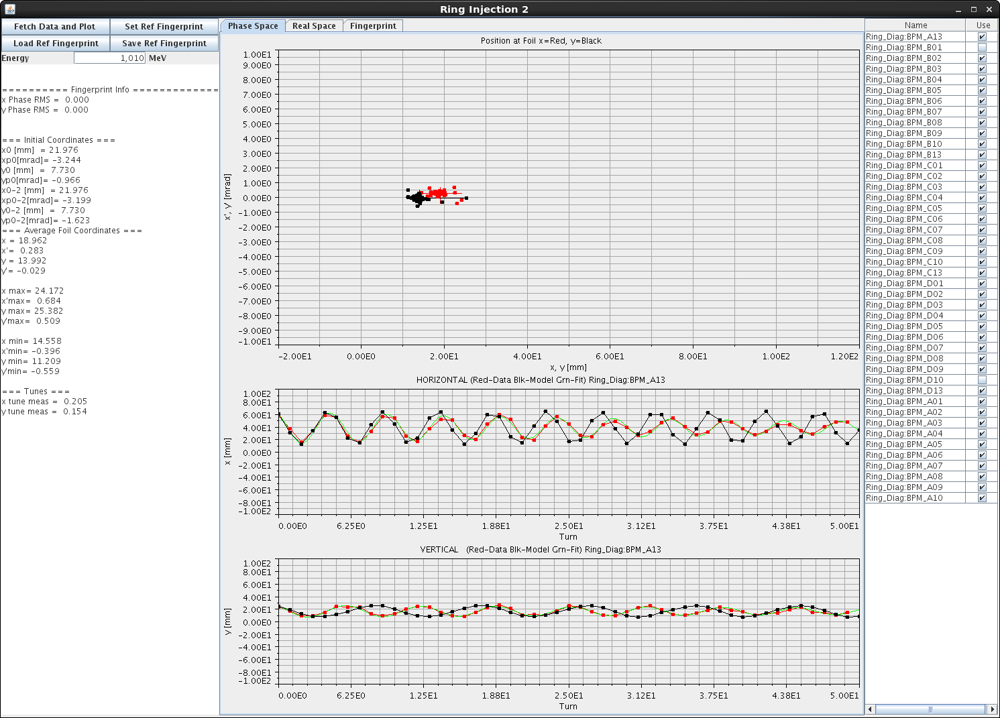 Ring Injection 2
Fetch Data and Plot
Set Ref Fingerprint
Load Ref Fingerprint
Save Ref Fingerprint
Energy 1,010 MeV
========== Fingerprint Info =============
x Phase RMS = 0.000
y Phase RMS = 0.000
=== Initial Coordinates ===
x0 [mm] = 21.976
xp0[mrad]= -3.244
y0 [mm] = 7.730
yp0[mrad]= -0.966
x0-2 [mm] = 21.976
xp0-2[mrad]= -3.199
y0-2 [mm] = 7.730
yp0-2[mrad]= -1.623
=== Average Foil Coordinates ===
x = 18.962
x'= 0.283
y = 13.992
y'= -0.029
x max= 24.172
x'max= 0.684
y max= 25.382
y'max= 0.509
x min= 14.558
x'min= -0.396
y min= 11.209
y'min= -0.559
=== Tunes ===
x tune meas = 0.205
y tune meas = 0.154
Phase Space
Real Space
Fingerprint
Position at Foil x=Red, y=Black
1.00E1
9.00E0
8.00E0
7.00E0
6.00E0
5.00E0
4.00E0
3.00E0
2.00E0
1.00E0
0.00E0
-1.00E0
-2.00E0
-3.00E0
-4.00E0
-5.00E0
-6.00E0
-7.00E0
-8.00E0
-9.00E0
-1.00E1
x', y' [mrad]
-2.00E1 0.00E0 2.00E1 4.00E1 6.00E1 8.00E1 1.00E2 1.20E2
x, y [mm]
HORIZONTAL (Red-Data Blk-Model Grn-Fit) Ring_Diag:BPM_A13
1.00E2
8.00E1
6.00E1
4.00E1
2.00E1
0.00E0
-2.00E1
-4.00E1
-6.00E1
-8.00E1
-1.00E2
x [mm]
0.00E0 6.25E0 1.25E1 1.88E1 2.50E1 3.12E1 3.75E1 4.38E1 5.00E1
Turn
VERTICAL (Red-Data Blk-Model Grn-Fit) Ring_Diag:BPM_A13
1.00E2
8.00E1
6.00E1
4.00E1
2.00E1
0.00E0
-2.00E1
-4.00E1
-6.00E1
-8.00E1
-1.00E2
y [mm]
0.00E0 6.25E0 1.25E1 1.88E1 2.50E1 3.12E1 3.75E1 4.38E1 5.00E1
Turn
Name Use
Ring_Diag:BPM_A13
Ring_Diag:BPM_B01
Ring_Diag:BPM_B02
Ring_Diag:BPM_B03
Ring_Diag:BPM_B04
Ring_Diag:BPM_B05
Ring_Diag:BPM_B06
Ring_Diag:BPM_B07
Ring_Diag:BPM_B08
Ring_Diag:BPM_B09
Ring_Diag:BPM_B10
Ring_Diag:BPM_B13
Ring_Diag:BPM_C01
Ring_Diag:BPM_C02
Ring_Diag:BPM_C03
Ring_Diag:BPM_C04
Ring_Diag:BPM_C05
Ring_Diag:BPM_C06
Ring_Diag:BPM_C07
Ring_Diag:BPM_C08
Ring_Diag:BPM_C09
Ring_Diag:BPM_C10
Ring_Diag:BPM_C13
Ring_Diag:BPM_D01
Ring_Diag:BPM_D02
Ring_Diag:BPM_D03
Ring_Diag:BPM_D04
Ring_Diag:BPM_D05
Ring_Diag:BPM_D06
Ring_Diag:BPM_D07
Ring_Diag:BPM_D08
Ring_Diag:BPM_D09
Ring_Diag:BPM_D10
Ring_Diag:BPM_D13
Ring_Diag:BPM_A01
Ring_Diag:BPM_A02
Ring_Diag:BPM_A03
Ring_Diag:BPM_A04
Ring_Diag:BPM_A05
Ring_Diag:BPM_A06
Ring_Diag:BPM_A07
Ring_Diag:BPM_A08
Ring_Diag:BPM_A09
Ring_Diag:BPM_A10